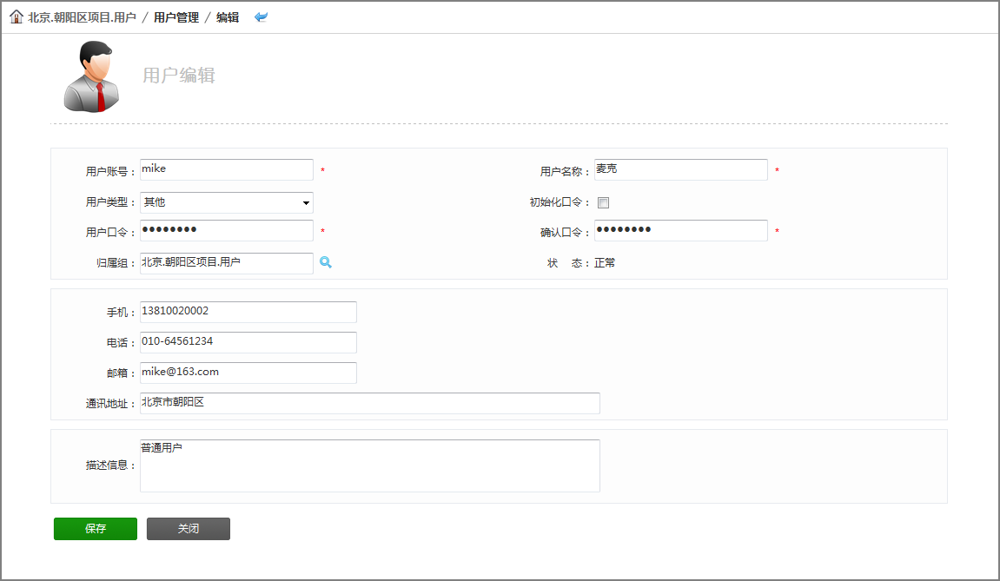 北京.朝阳区项目.用户 / 用户管理 / 编辑
用户编辑
用户账号： mike * 用户名称： 麦克 *
用户类型： 其他 初始化口令：
用户口令： ●●●●●●●● * 确认口令： ●●●●●●●● *
归属组： 北京.朝阳区项目.用户 状 态： 正常
手机： 13810020002
电话： 010-64561234
邮箱： mike@163.com
通讯地址： 北京市朝阳区
描述信息： 普通用户
保存 关闭